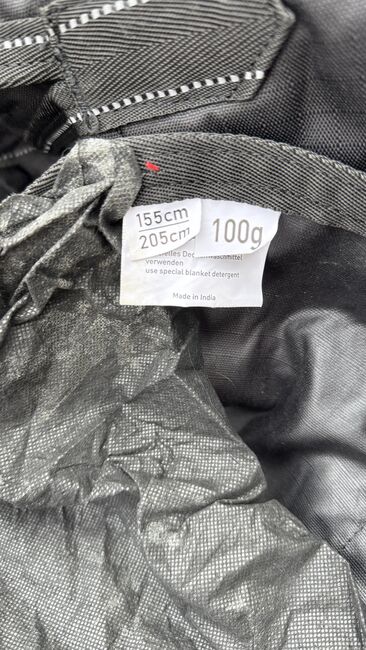 155cm
205cm
100g
verwenden
use special blanket detergent
Made in India